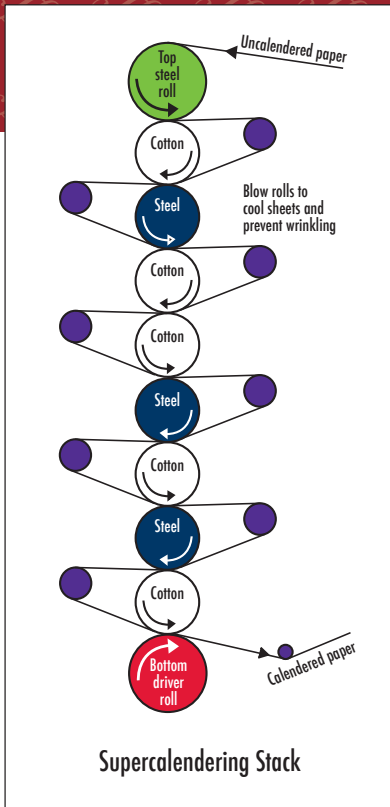 Uncalendered paper
Top
steel
roll
Cotton
Steel
Blow rolls to
cool sheets and
prevent wrinkling
Cotton
Cotton
Steel
Cotton
Steel
Cotton
Bottom
driver
roll
Calendered paper
Supercalendering Stack